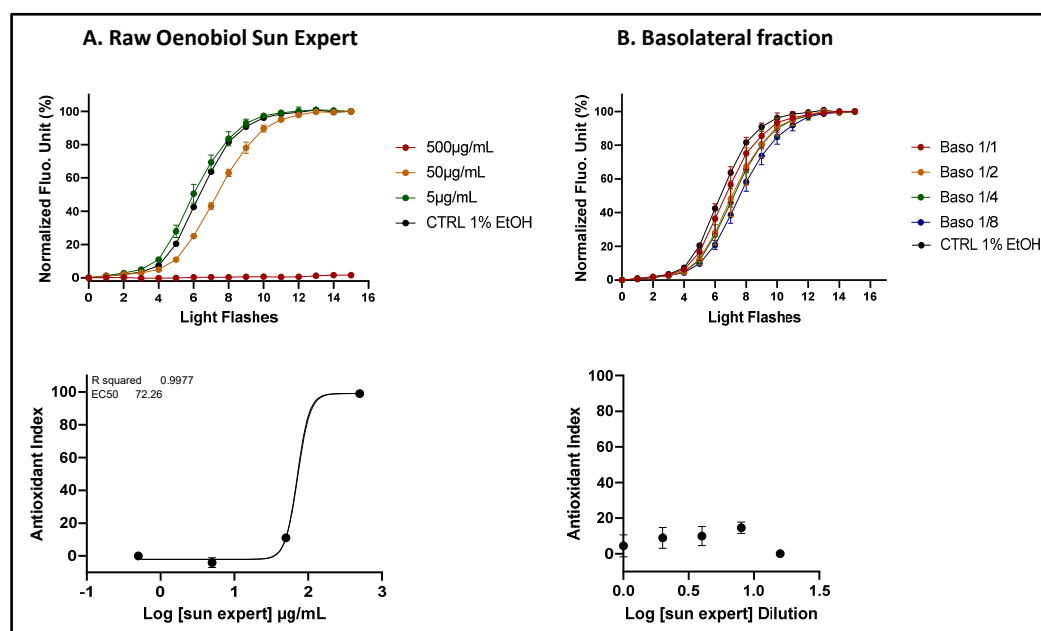 A. Raw Oenobiol Sun Expert
Normalized Fluo. Unit (%)
100
80
60
40
20
0
0 2 4 6 8 10 12 14 16
Light Flashes
500µg/mL
50µg/mL
5µg/mL
CTRL 1% EtOH
B. Basolateral fraction
Normalized Fluo. Unit (%)
100
80
60
40
20
0
0 2 4 6 8 10 12 14 16
Light Flashes
Baso 1/1
Baso 1/2
Baso 1/4
Baso 1/8
CTRL 1% EtOH
R squared 0.9977
EC50 72.26
Antioxidant Index
100
80
60
40
20
0
-1 0 1 2 3
Log [sun expert] µg/mL
Antioxidant Index
100
80
60
40
20
0
0.0 0.5 1.0 1.5
Log [sun expert] Dilution